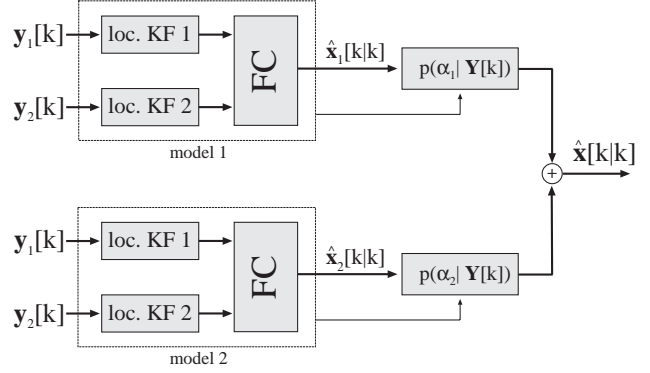 y₁[k]
loc. KF 1
y₂[k]
loc. KF 2
FC
x̂₁[k|k]
p(α₁| Y[k])
model 1
+
x̂[k|k]
y₁[k]
loc. KF 1
y₂[k]
loc. KF 2
FC
x̂₂[k|k]
p(α₂| Y[k])
model 2